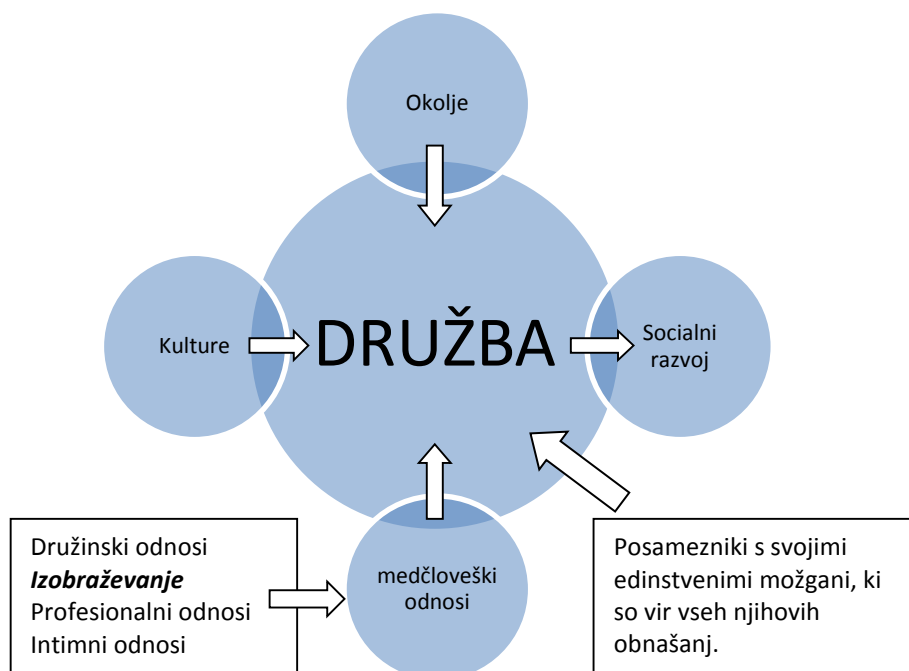 Okolje
Kulture
DRUŽBA
Socialni
razvoj
medčloveški
odnosi
Družinski odnosi
Izobraževanje
Profesionalni odnosi
Intimni odnosi
Posamezniki s svojimi
edinstvenimi možgani, ki
so vir vseh njihovih
obnašanj.